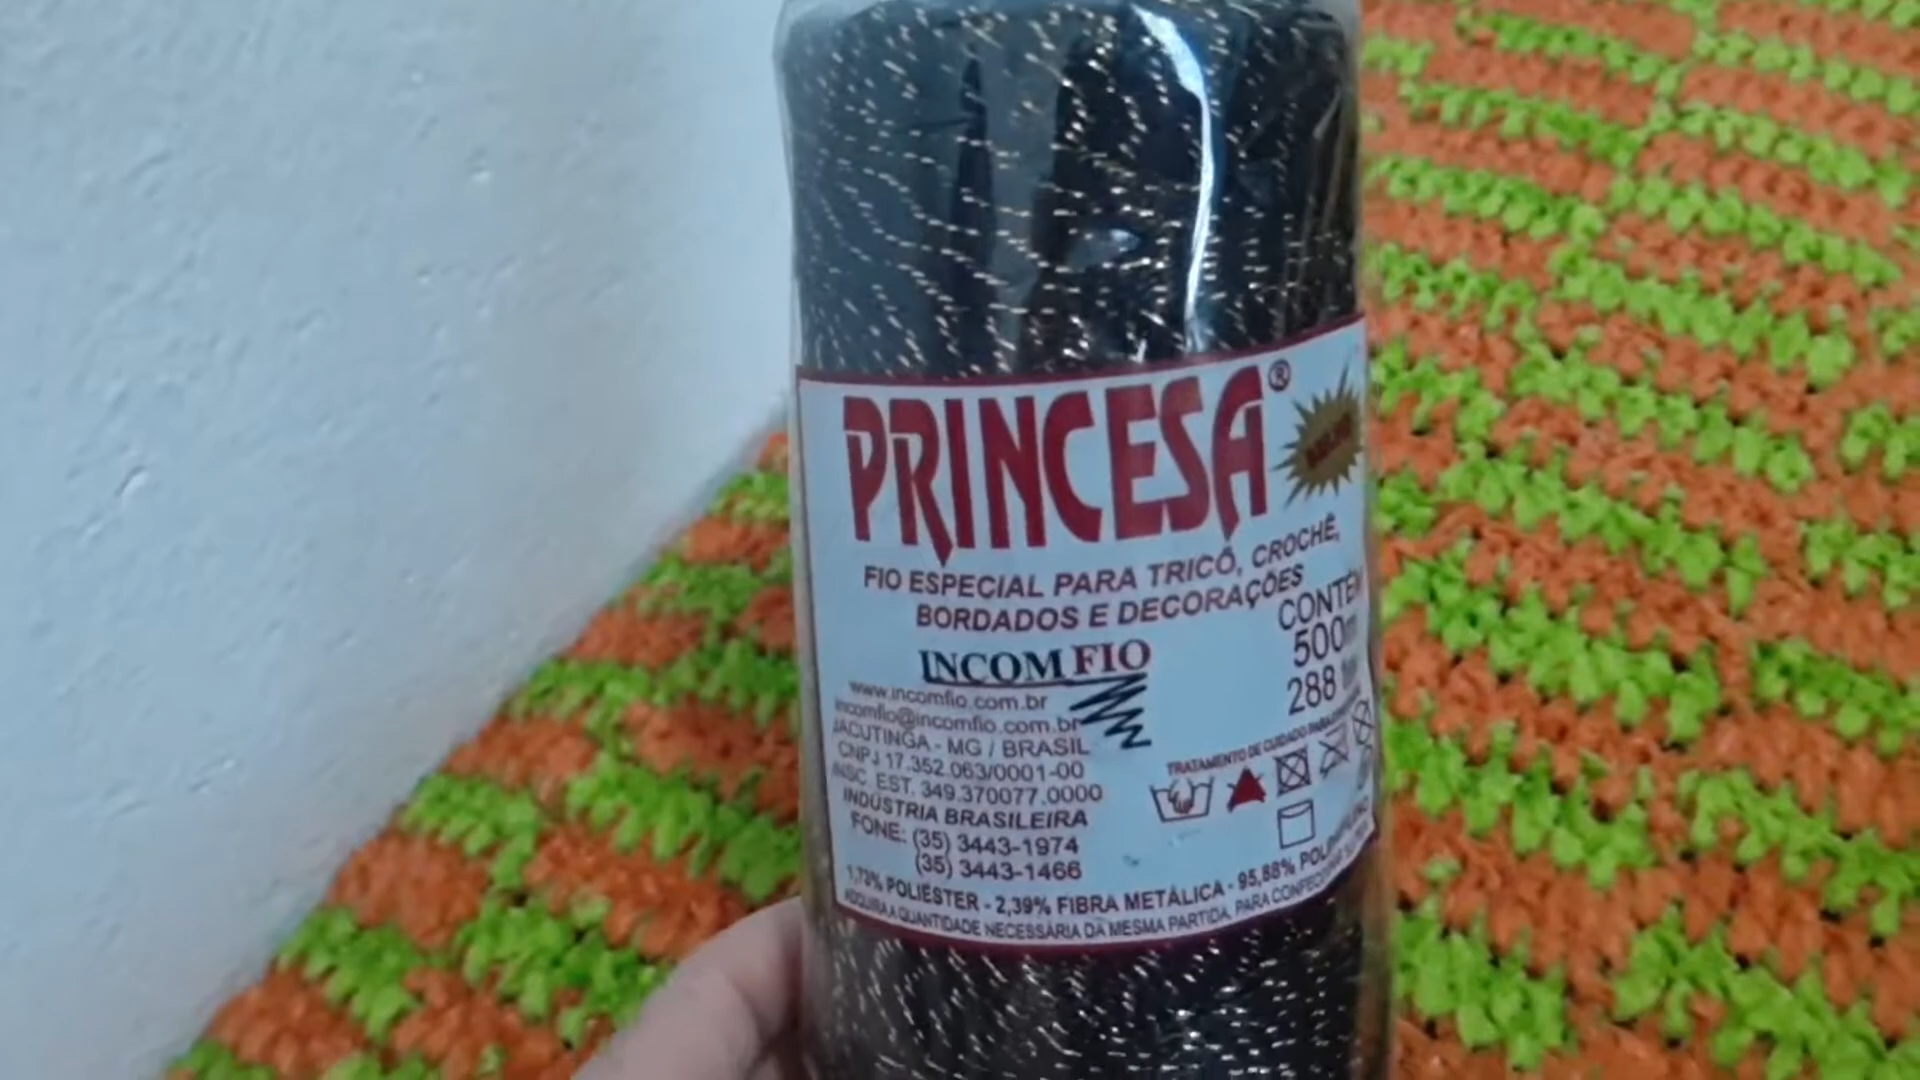 PRINCESA®
FIO ESPECIAL PARA TRICÔ, CROCHÊ,
BORDADOS E DECORAÇÕES
CONTÉM
500m
288
INCOMFIO
www.incomfio.com.br
incomfio@incomfio.com.br
JACUTINGA - MG / BRASIL
CNPJ 17.352.063/0001-00
INSC. EST. 349.370077.0000
INDÚSTRIA BRASILEIRA
FONE: (35) 3443-1974
(35) 3443-1466
TRATAMENTO DE CUIDADO PARA
1,73% POLIÉSTER - 2,39% FIBRA METÁLICA - 95,88%
ADQUIRA A QUANTIDADE NECESSÁRIA DA MESMA PARTIDA, PARA